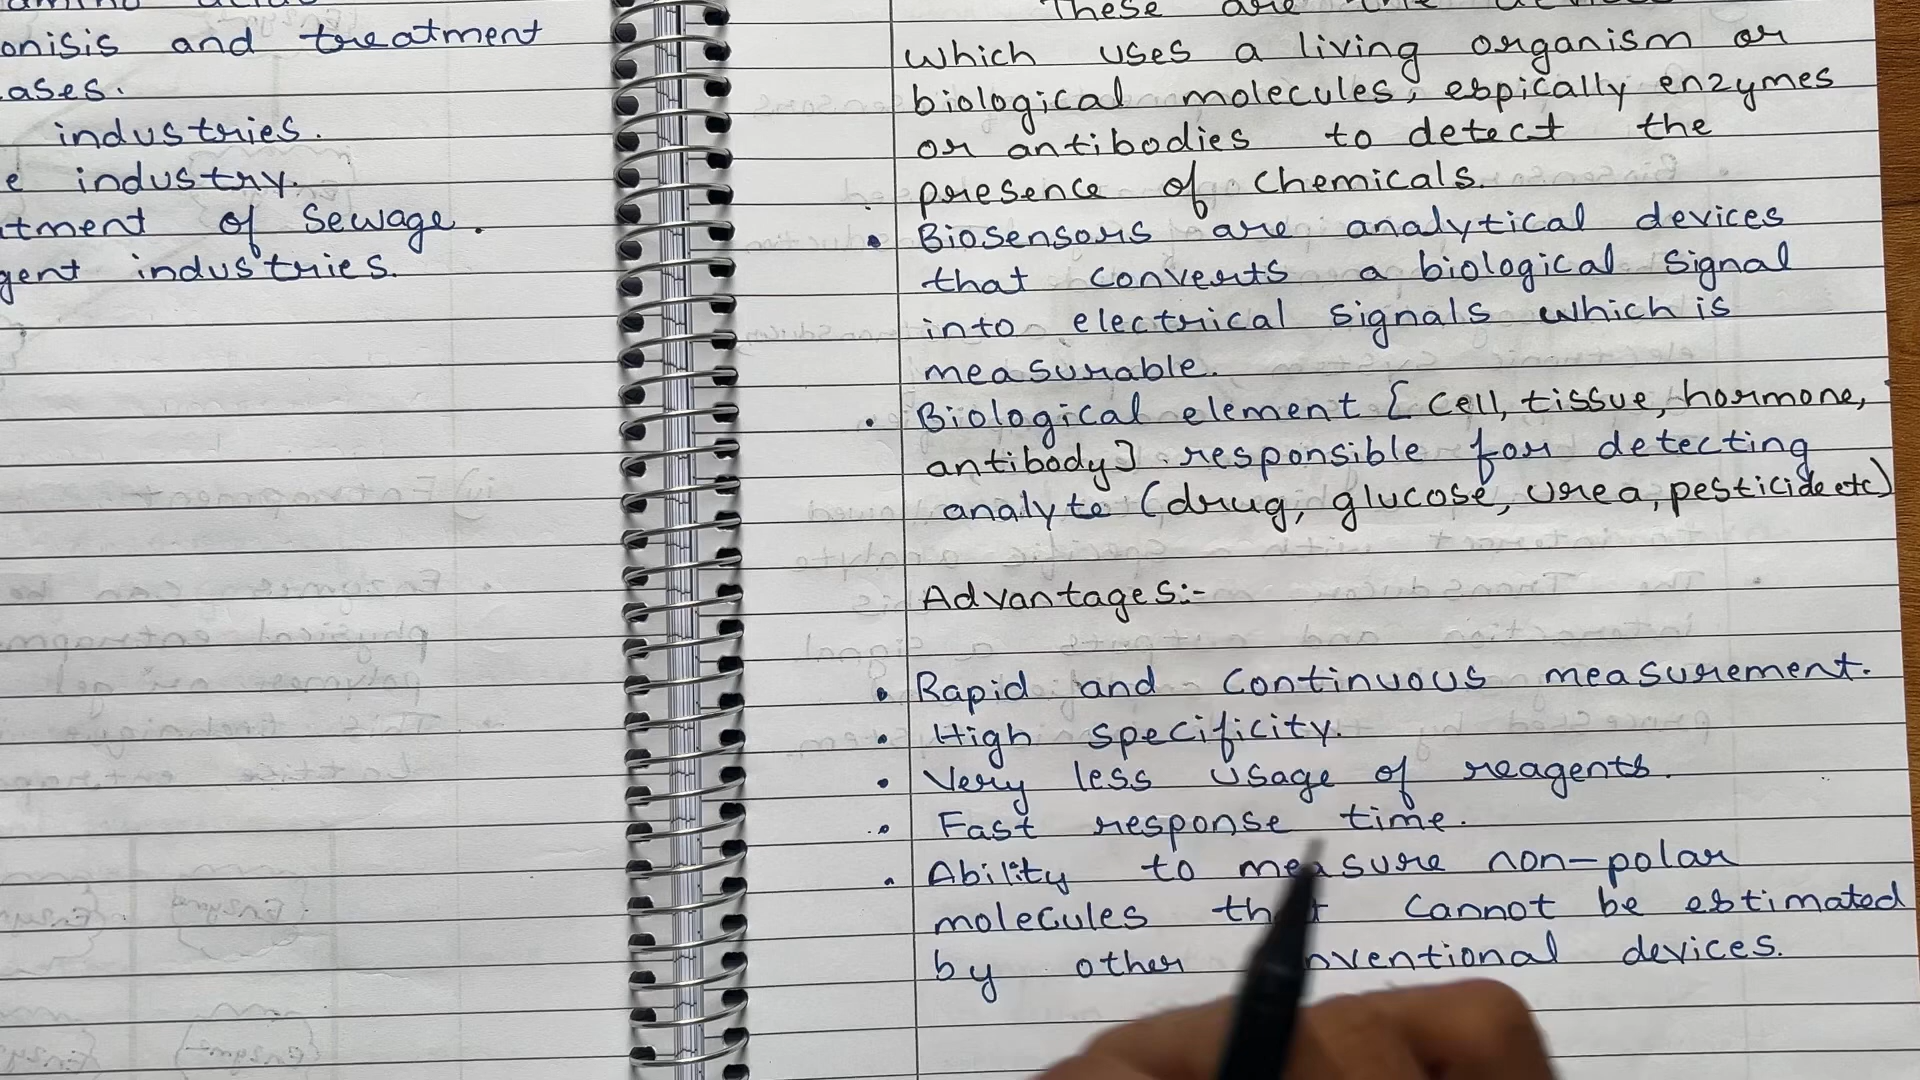 onisis and treatment
ases.
industries.
e industry.
tment of Sewage.
gent industries.
These are the
which uses a living organism or
biological molecules, espically enzymes
or antibodies to detect the
presence of chemicals.
• Biosensors are analytical devices
that converts a biological signal
into electrical signals which is
measurable.
• Biological element [cell, tissue, hormone,
antibody] responsible for detecting
analyte (drug, glucose, urea, pesticide etc)
Advantages:-
• Rapid and continuous measurement.
• High specificity.
• Very less usage of reagents.
• Fast response time.
• Ability to measure non-polar
molecules that cannot be estimated
by other nventional devices.